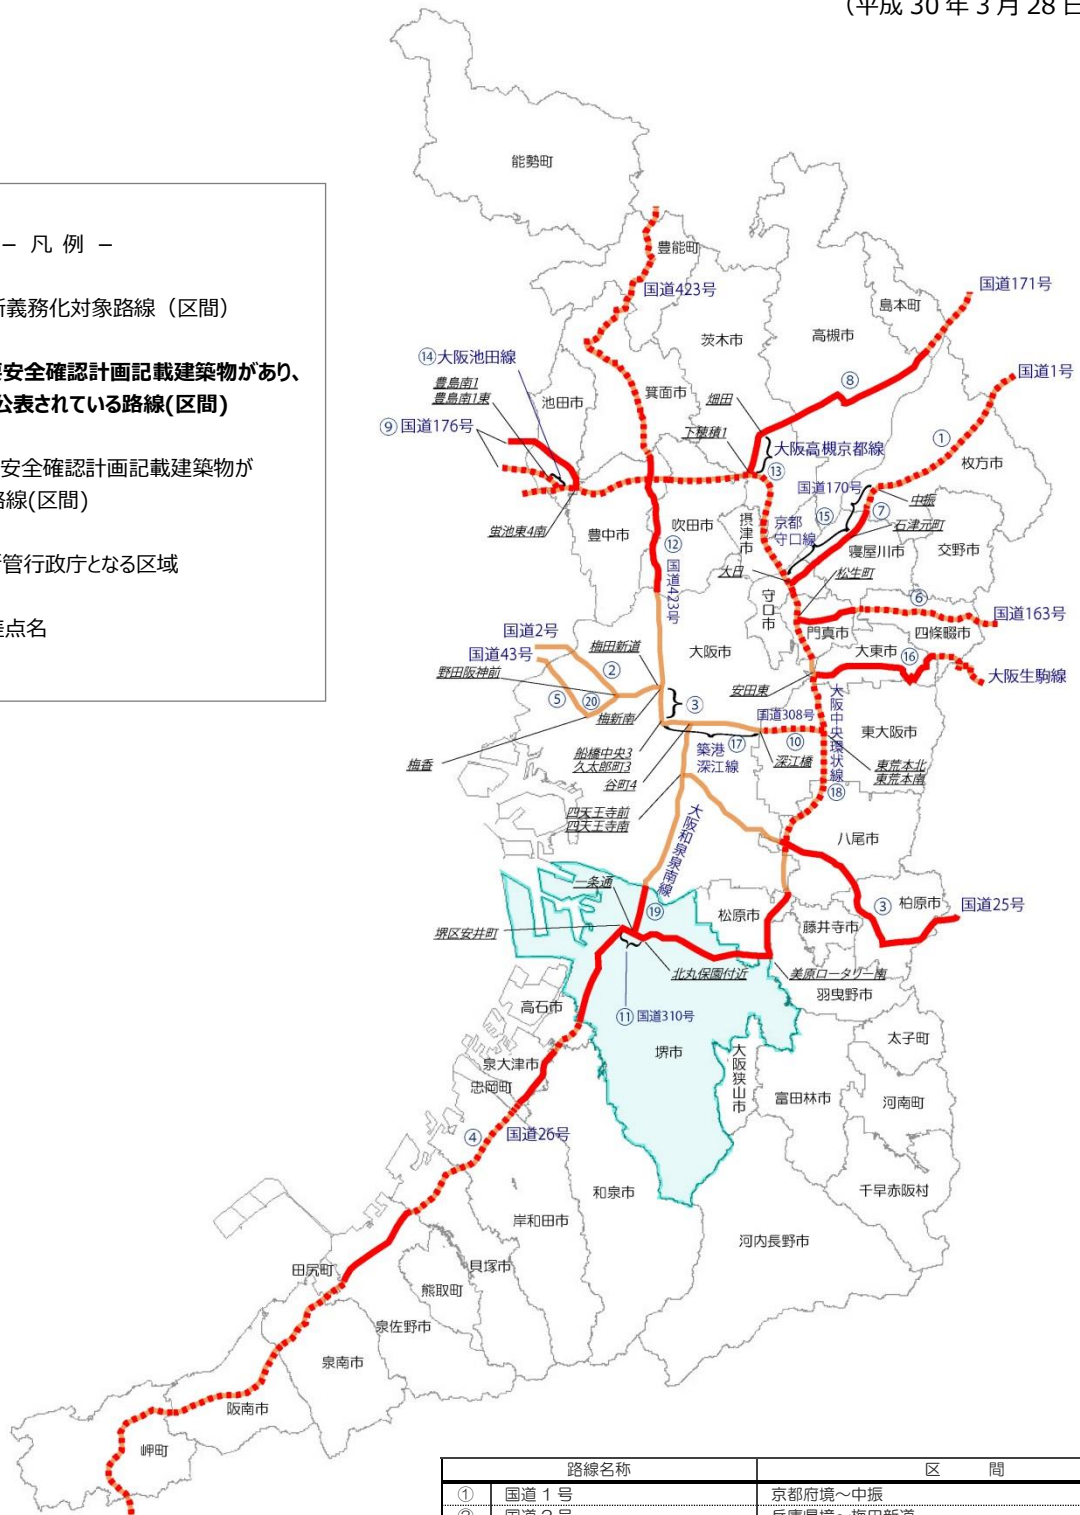 （平成 30 年 3 月 28 日
– 凡 例 –
義務化対象路線（区間）
安全確認計画記載建築物があり、
公表されている路線(区間)
安全確認計画記載建築物が
路線(区間)
管行政庁となる区域
点名
能勢町
豊能町
国道423号
国道171号
島本町
高槻市
茨木市
⑭大阪池田線
豊島南1
豊島南1東
池田市
箕面市
畑田
⑧
国道1号
①
⑨国道176号
下穂積1
大阪高槻京都線
⑬
枚方市
国道170号
中振
⑮
⑦
石津元町
蛍池東4南
豊中市
吹田市
摂津市
京都
守口線
寝屋川市
交野市
⑫
国道423号
大日
松生町
守口市
⑥
国道163号
門真市
四條畷市
国道2号
国道43号
梅田新道
大阪市
大東市
⑯
大阪生駒線
野田阪神前
②
安田東
⑤
⑳
梅新南
③
国道308号
大阪中央環状線
⑱
東大阪市
梅香
船橋中央3
久太郎町3
⑰
築港
深江線
⑩
深江橋
東荒本北
東荒本南
谷町4
四天王寺前
四天王寺南
大阪和泉泉南線
八尾市
一条通
⑲
松原市
③
柏原市
国道25号
藤井寺市
堺区安井町
北丸保園付近
美原ロータリー南
羽曳野市
高石市
⑪国道310号
太子町
堺市
大阪狭山市
泉大津市
忠岡町
富田林市
河南町
④
国道26号
和泉市
千早赤阪村
岸和田市
河内長野市
田尻町
貝塚市
熊取町
泉佐野市
泉南市
阪南市
岬町
路線名称 区 間
① 国道 1 号 京都府境～中振
② 国道 2 号 兵庫県境～梅田新道